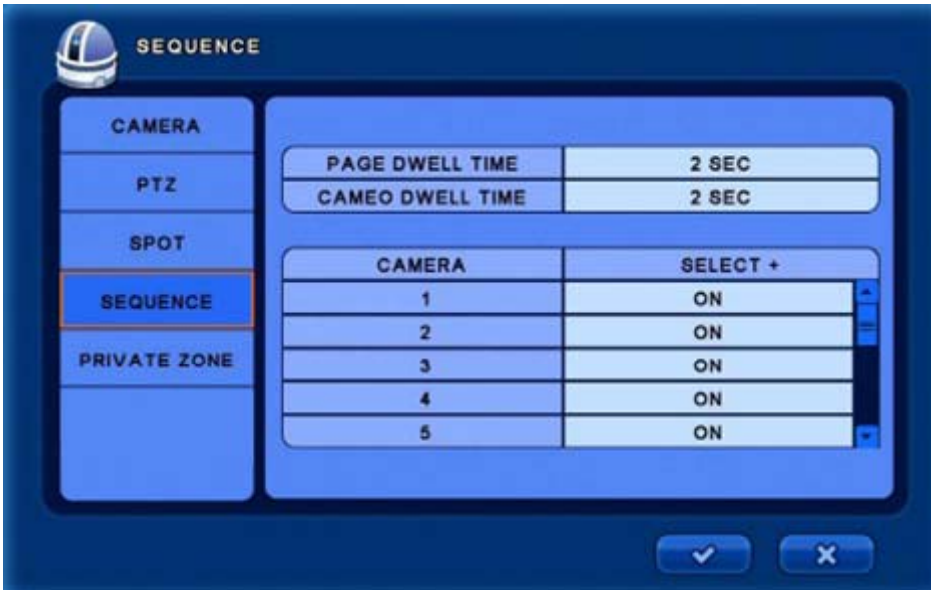 SEQUENCE
CAMERA
PTZ
SPOT
SEQUENCE
PRIVATE ZONE
PAGE DWELL TIME 2 SEC
CAMEO DWELL TIME 2 SEC
CAMERA SELECT +
1 ON
2 ON
3 ON
4 ON
5 ON